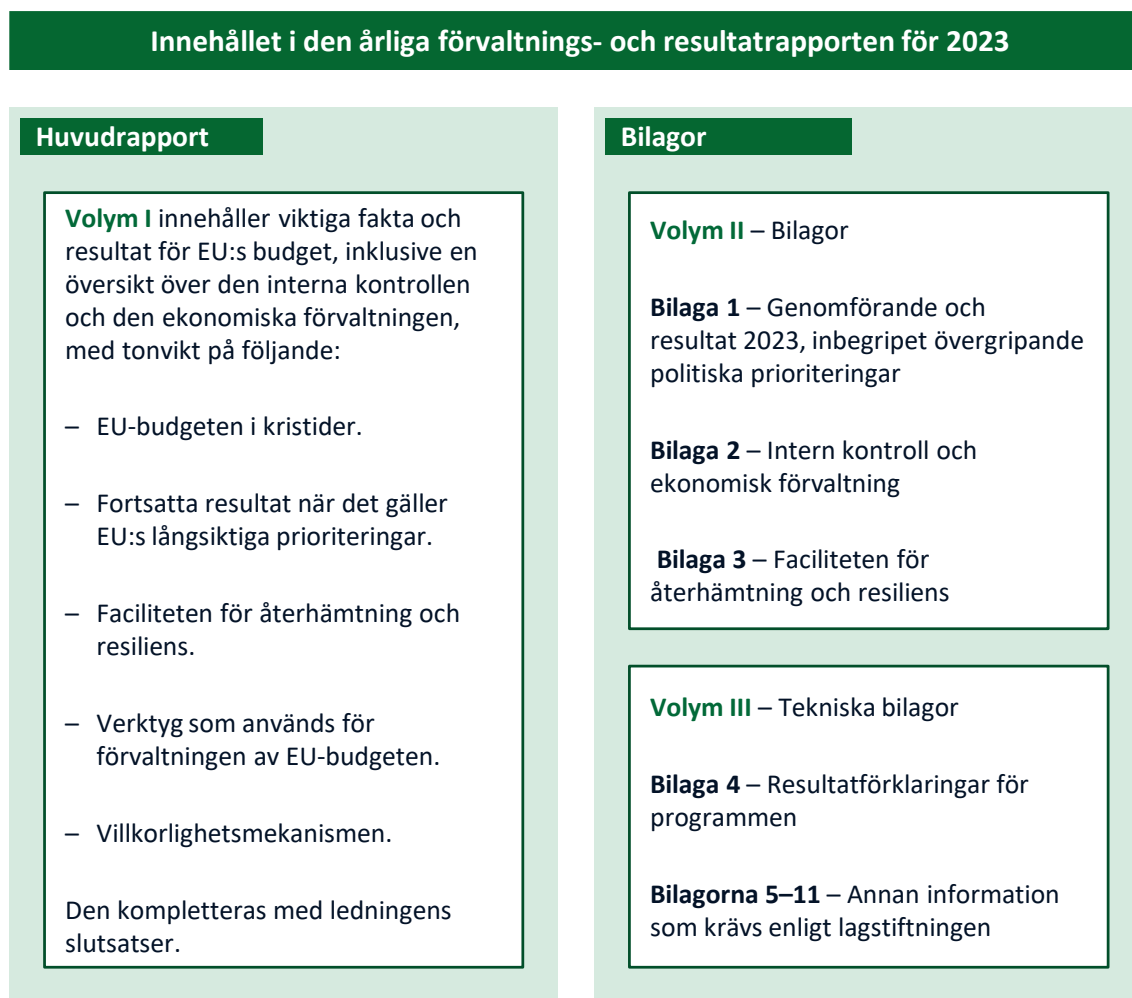 Innehållet i den årliga förvaltnings- och resultatrapporten för 2023
Huvudrapport
Volym I innehåller viktiga fakta och
resultat för EU:s budget, inklusive en
översikt över den interna kontrollen
och den ekonomiska förvaltningen,
med tonvikt på följande:
– EU-budgeten i kristider.
– Fortsatta resultat när det gäller
EU:s långsiktiga prioriteringar.
– Faciliteten för återhämtning och
resiliens.
– Verktyg som används för
förvaltningen av EU-budgeten.
– Villkorlighetsmekanismen.
Den kompletteras med ledningens
slutsatser.
Bilagor
Volym II – Bilagor
Bilaga 1 – Genomförande och
resultat 2023, inbegripet övergripande
politiska prioriteringar
Bilaga 2 – Intern kontroll och
ekonomisk förvaltning
Bilaga 3 – Faciliteten för
återhämtning och resiliens
Volym III – Tekniska bilagor
Bilaga 4 – Resultatförklaringar för
programmen
Bilagorna 5–11 – Annan information
som krävs enligt lagstiftningen